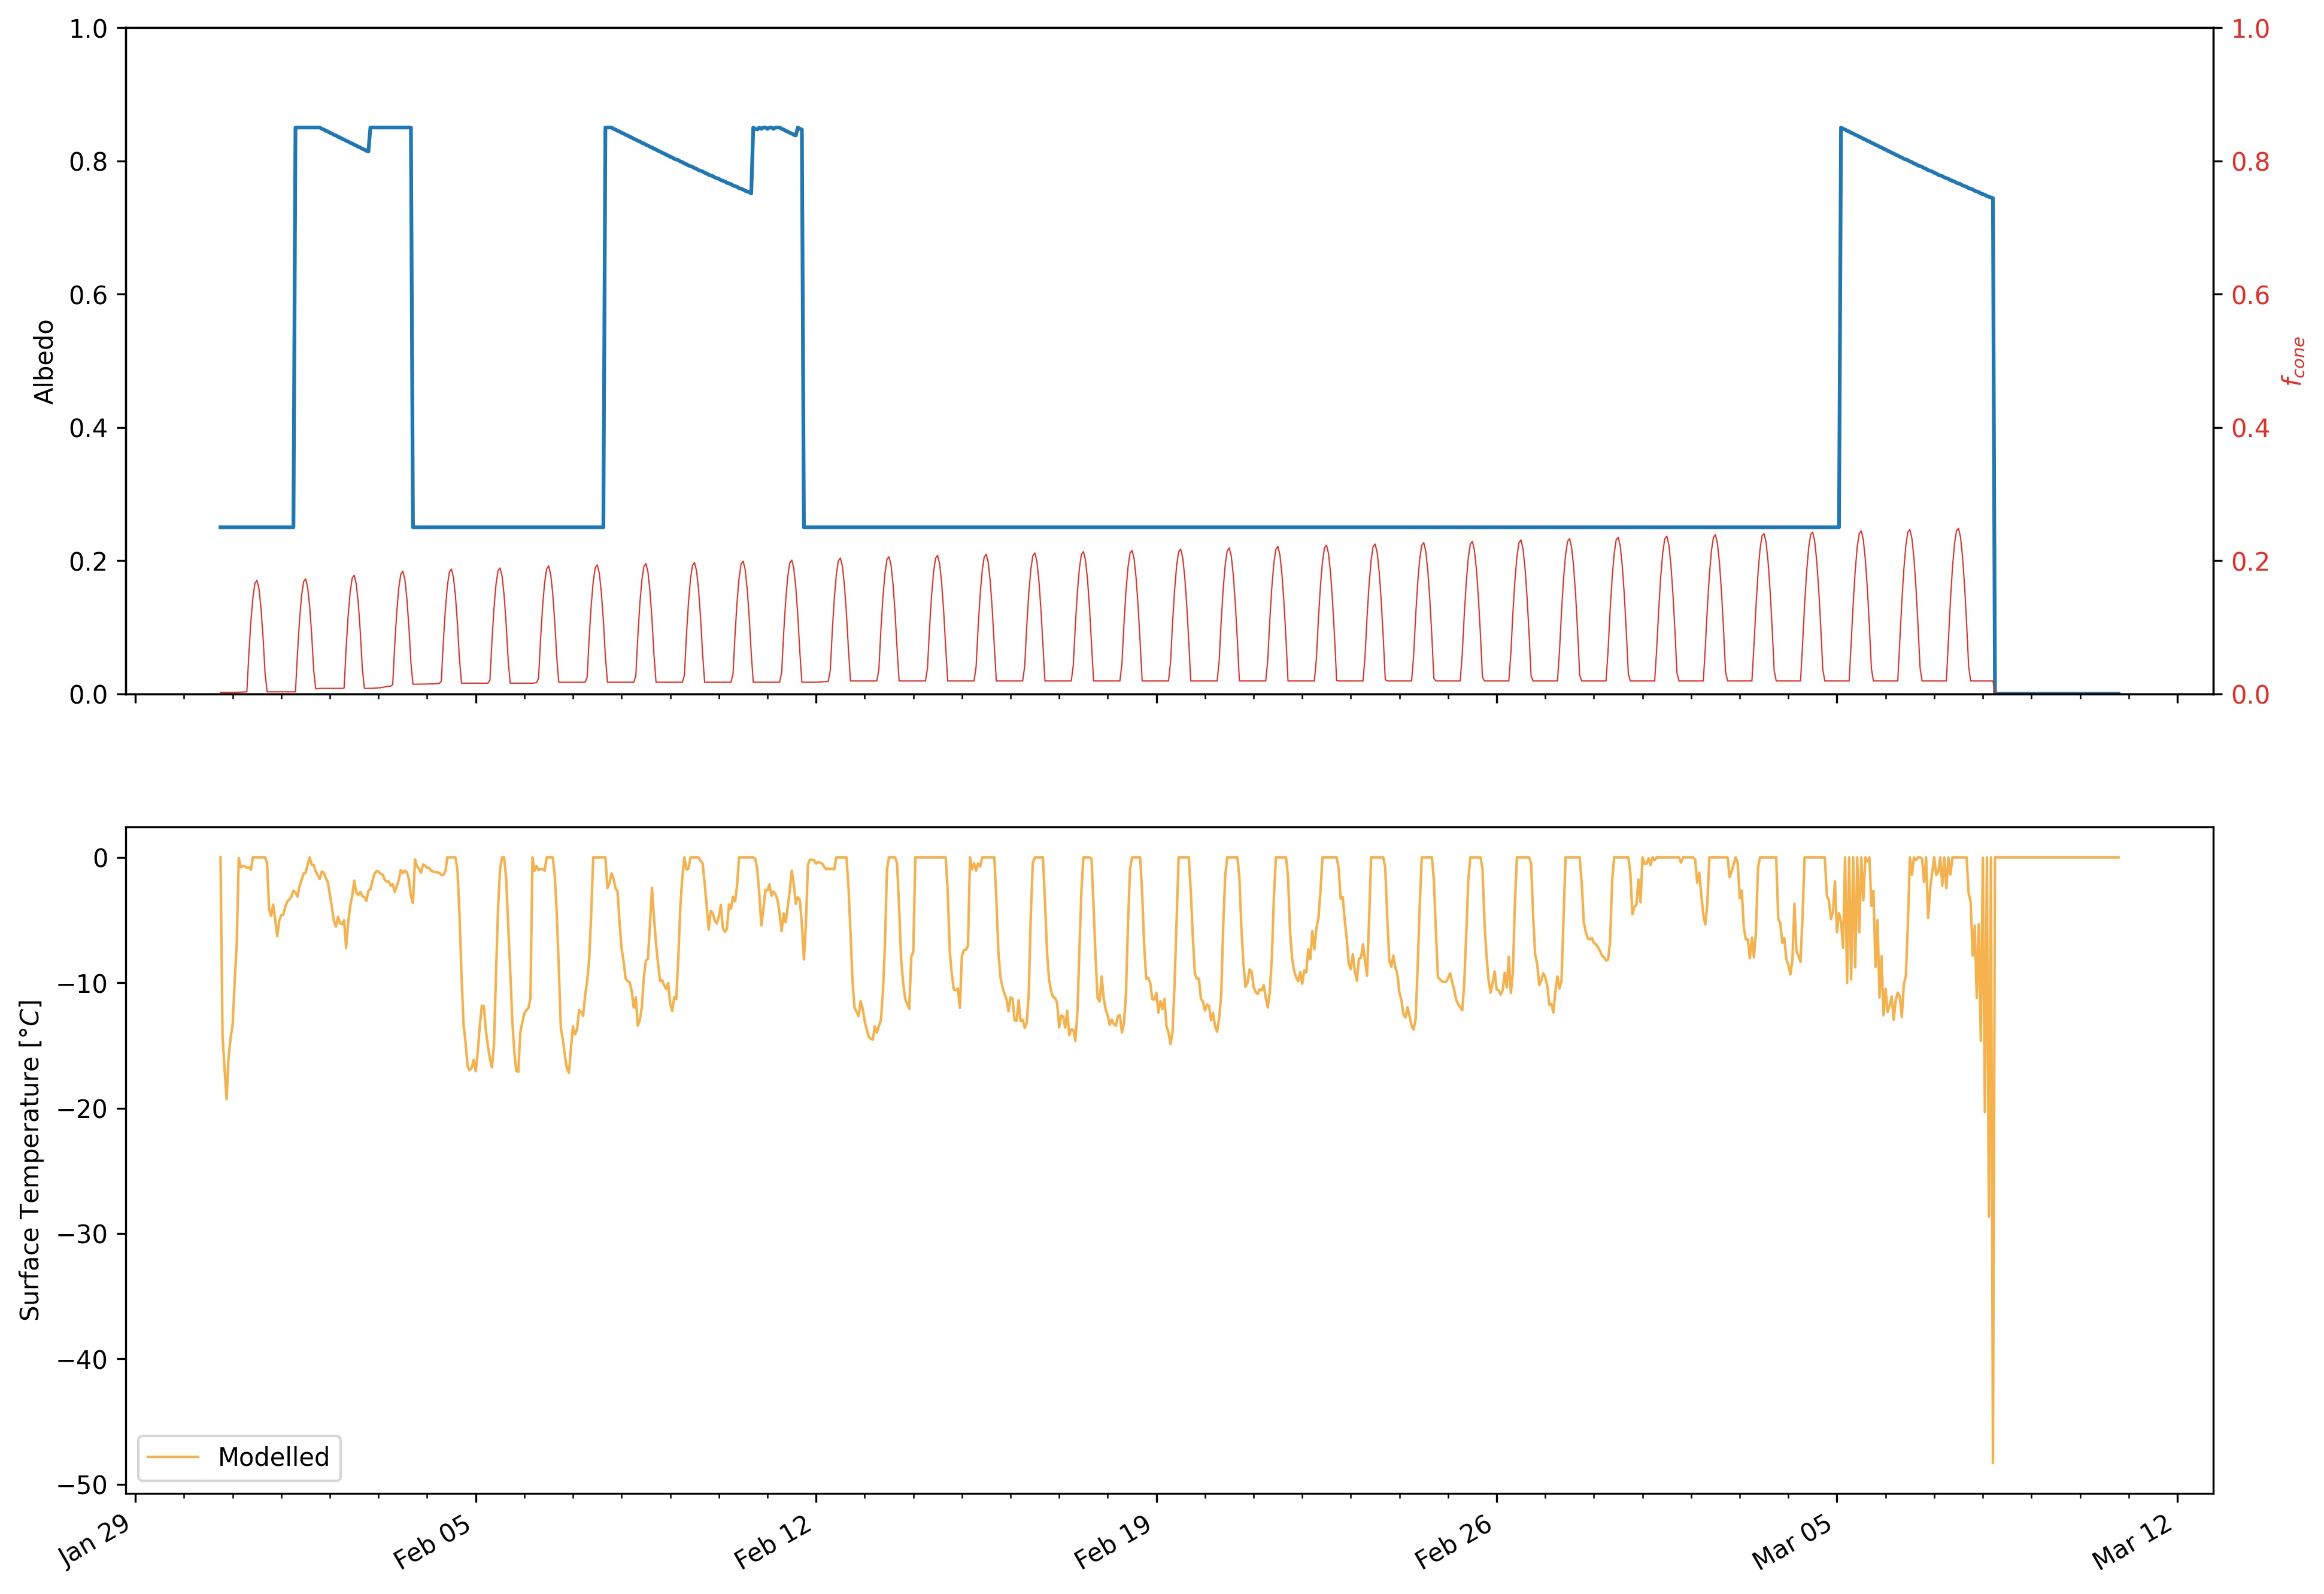 1.0
0.8
0.6
0.4
0.2
0.0
Albedo
1.0
0.8
0.6
0.4
0.2
0.0
f_cone
0
−10
−20
−30
−40
−50
Surface Temperature [°C]
Modelled
Jan 29
Feb 05
Feb 12
Feb 19
Feb 26
Mar 05
Mar 12